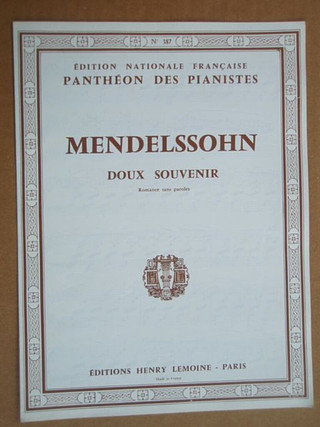 N° 187
ÉDITION NATIONALE FRANÇAISE
PANTHÉON DES PIANISTES
MENDELSSOHN
DOUX SOUVENIR
Romance sans paroles
ÉDITIONS HENRY LEMOINE - PARIS